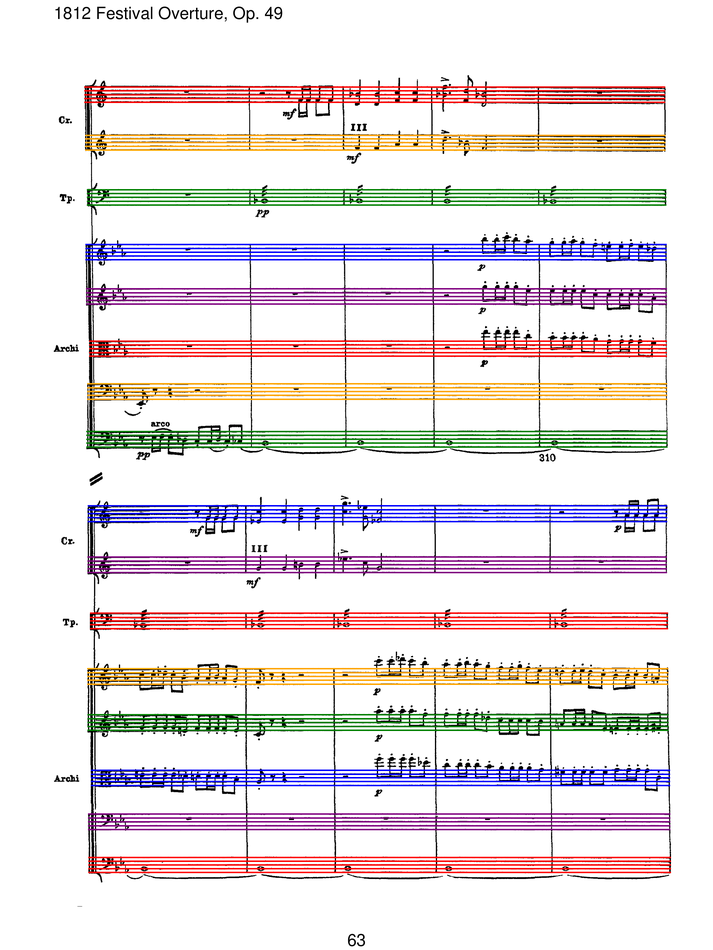 1812 Festival Overture, Op. 49
Cr.
mf
III
mf
Tp.
pp
p
p
Archi
p
arco
pp
310
mf
p
Cr.
III
mf
Tp.
p
p
Archi
p
63